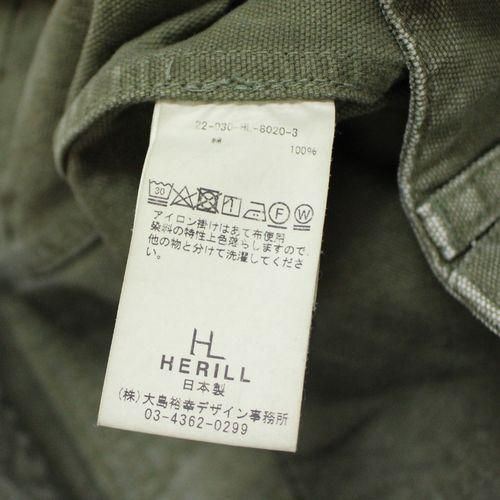 22-030-HL-8020-3
綿 100%
30 F W
アイロン掛けはあて布使用
染料の特性上色落らしますので、
他の物と分けて洗濯してくださ
い。
HL
HERILL
日本製
(株)大島裕幸デザイン事務所
03-4362-0299